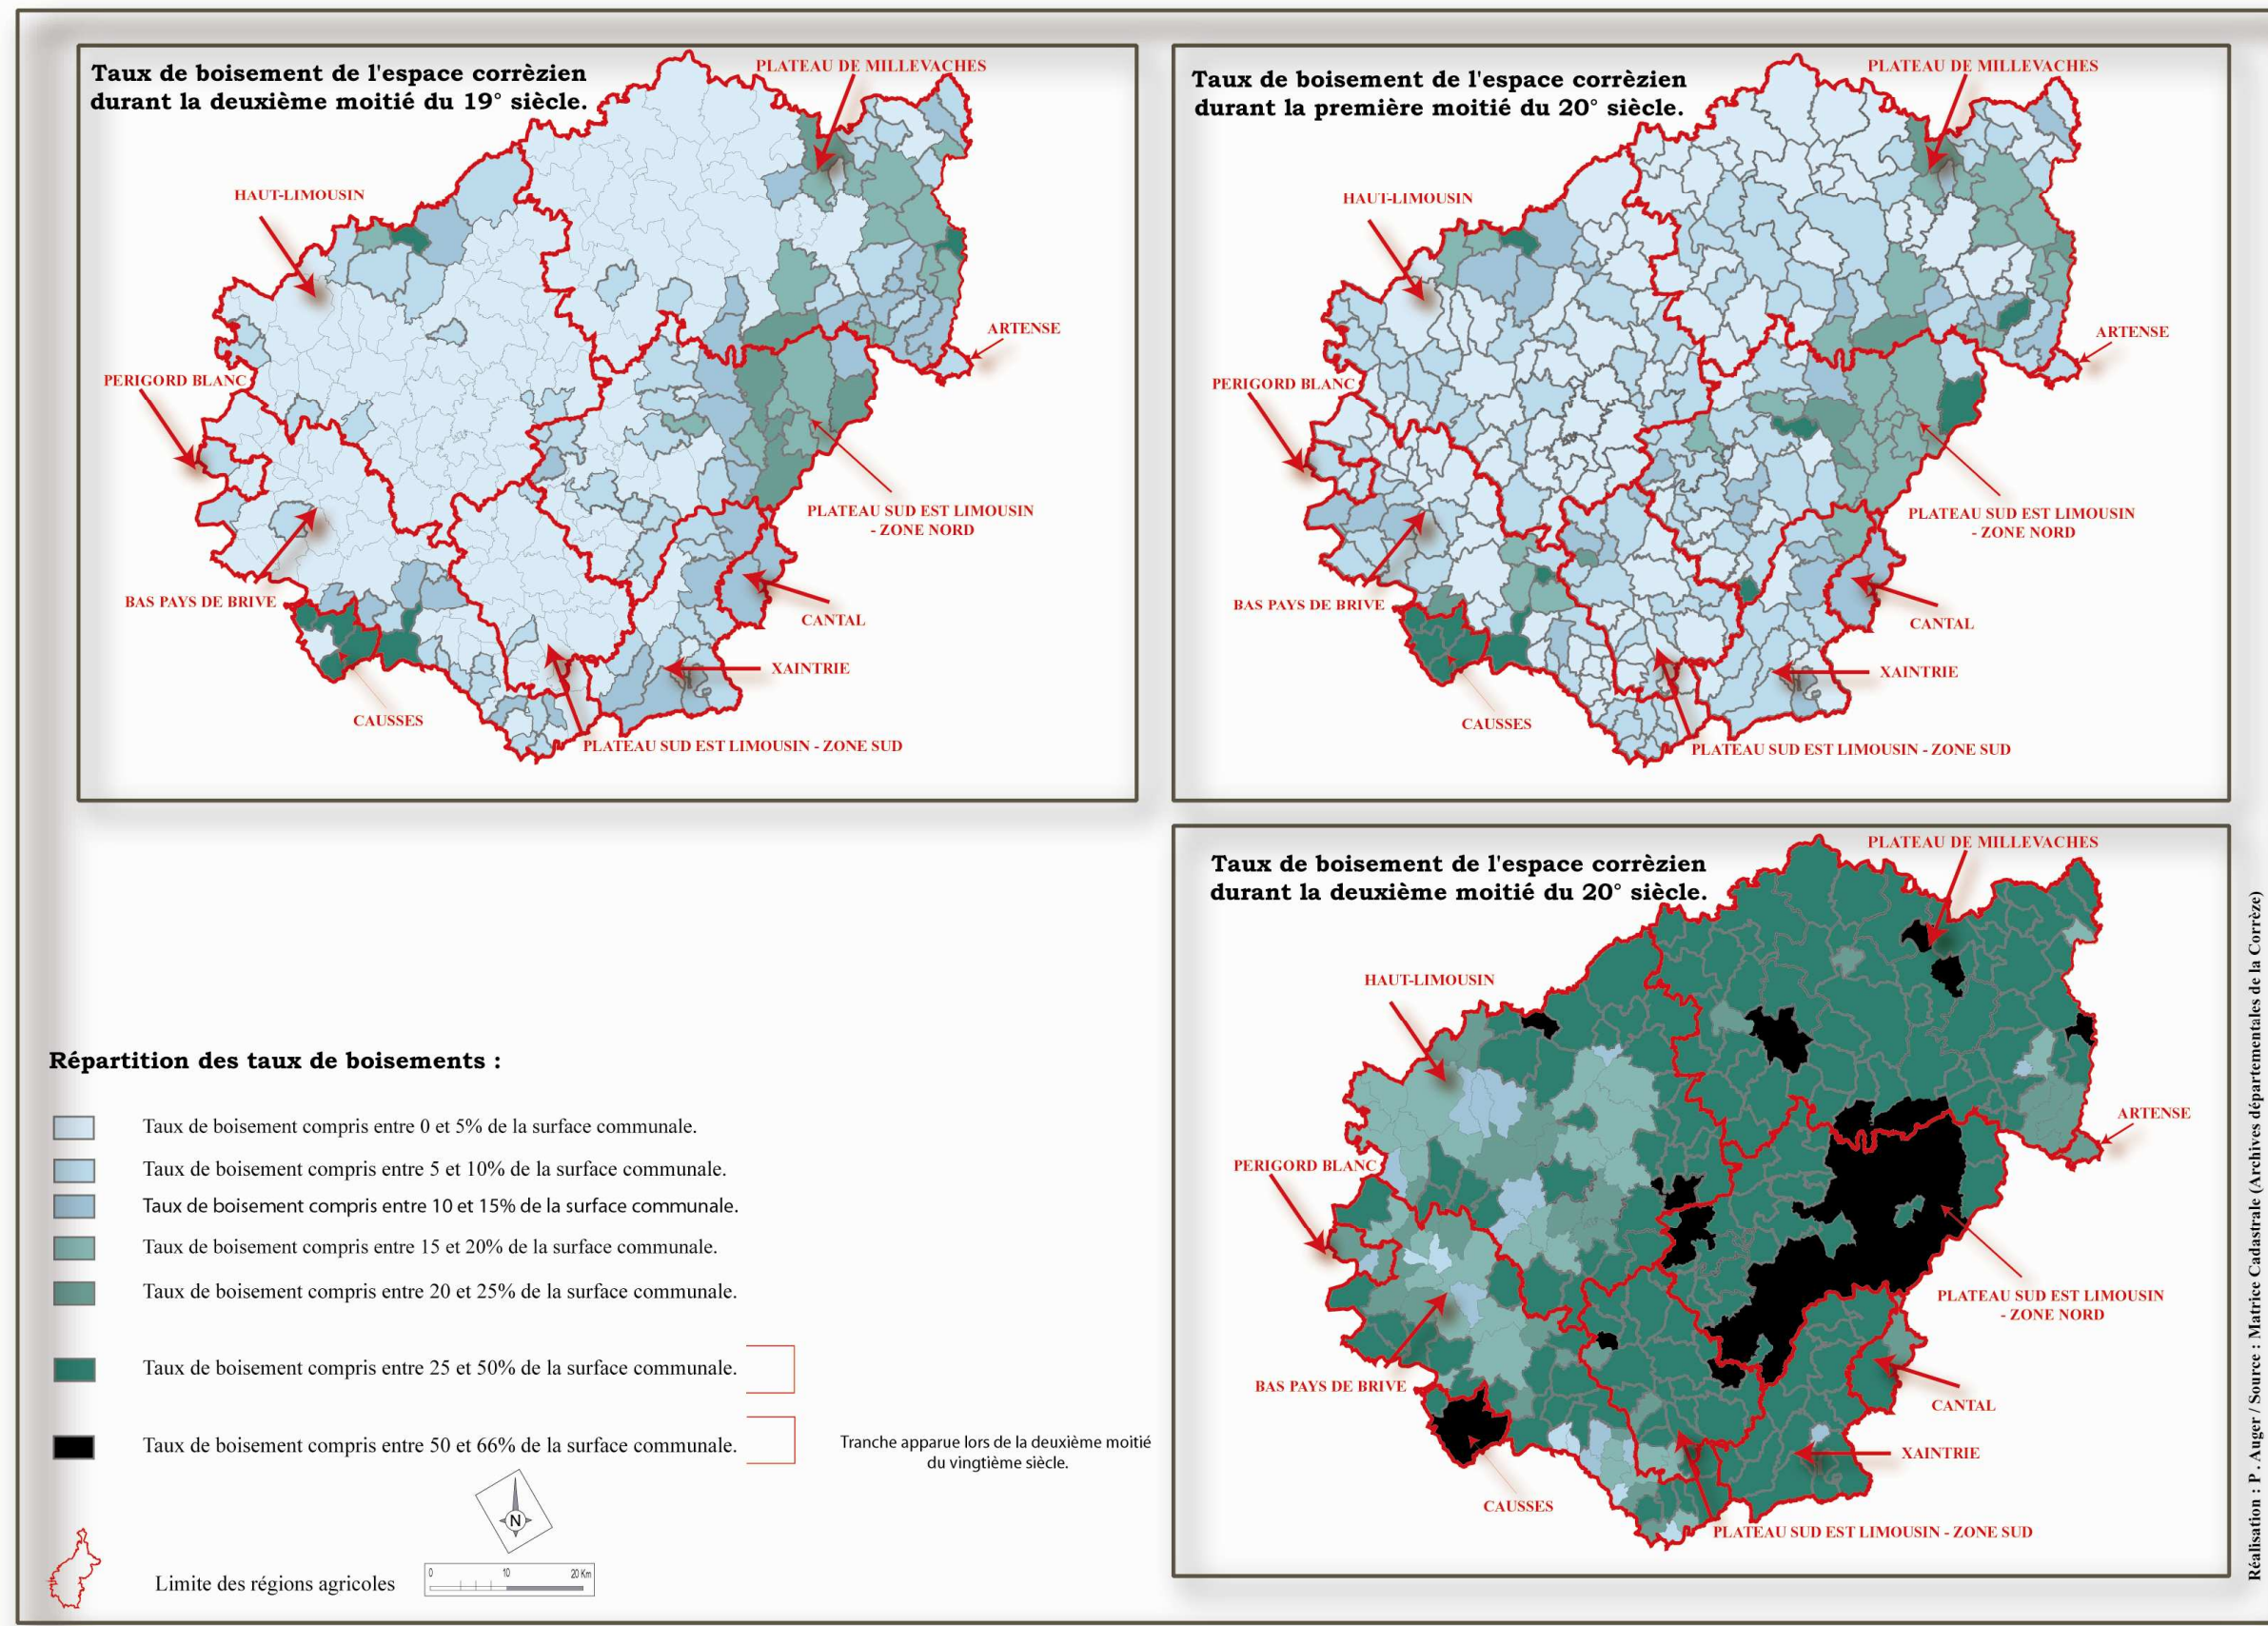 Taux de boisement de l'espace corrèzien
durant la deuxième moitié du 19° siècle.
PLATEAU DE MILLEVACHES
HAUT-LIMOUSIN
ARTENSE
PERIGORD BLANC
PLATEAU SUD EST LIMOUSIN
- ZONE NORD
BAS PAYS DE BRIVE
CANTAL
XAINTRIE
CAUSSES
PLATEAU SUD EST LIMOUSIN - ZONE SUD
Taux de boisement de l'espace corrèzien
durant la première moitié du 20° siècle.
PLATEAU DE MILLEVACHES
HAUT-LIMOUSIN
ARTENSE
PERIGORD BLANC
PLATEAU SUD EST LIMOUSIN
- ZONE NORD
BAS PAYS DE BRIVE
CANTAL
XAINTRIE
CAUSSES
PLATEAU SUD EST LIMOUSIN - ZONE SUD
Taux de boisement de l'espace corrèzien
durant la deuxième moitié du 20° siècle.
PLATEAU DE MILLEVACHES
HAUT-LIMOUSIN
ARTENSE
PERIGORD BLANC
PLATEAU SUD EST LIMOUSIN
- ZONE NORD
BAS PAYS DE BRIVE
CANTAL
XAINTRIE
CAUSSES
PLATEAU SUD EST LIMOUSIN - ZONE SUD
Répartition des taux de boisements :
Taux de boisement compris entre 0 et 5% de la surface communale.
Taux de boisement compris entre 5 et 10% de la surface communale.
Taux de boisement compris entre 10 et 15% de la surface communale.
Taux de boisement compris entre 15 et 20% de la surface communale.
Taux de boisement compris entre 20 et 25% de la surface communale.
Taux de boisement compris entre 25 et 50% de la surface communale.
Taux de boisement compris entre 50 et 66% de la surface communale.
Tranche apparue lors de la deuxième moitié
du vingtième siècle.
N
Limite des régions agricoles
0 10 20 Km
Réalisation : P . Auger / Source : Matrice Cadastrale (Archives départementales de la Corrèze)